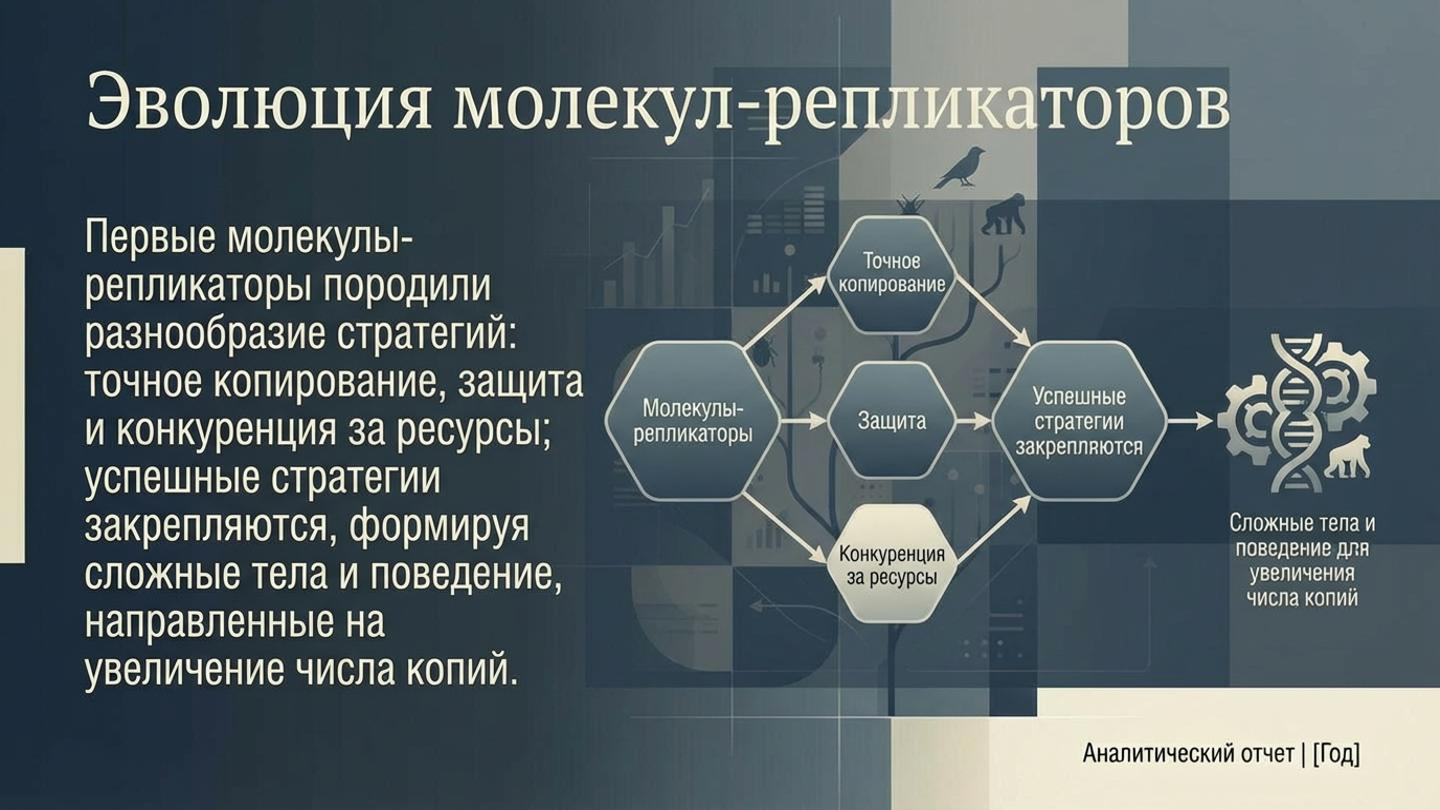 Эволюция молекул-репликаторов
Первые молекулы-
репликаторы породили
разнообразие стратегий:
точное копирование, защита
и конкуренция за ресурсы;
успешные стратегии
закрепляются, формируя
сложные тела и поведение,
направленные на
увеличение числа копий.
Молекулы-
репликаторы
Точное
копирование
Защита
Конкуренция
за ресурсы
Успешные
стратегии
закрепляются
Сложные тела и
поведение для
увеличения
числа копий
Аналитический отчет | [Год]